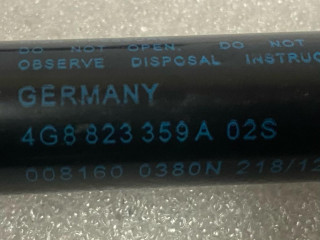 DO NOT OPEN. DO NOT
OBSERVE DISPOSAL INSTRUC
GERMANY
4G8 823 359 A 02S
008160 0380N 218/12